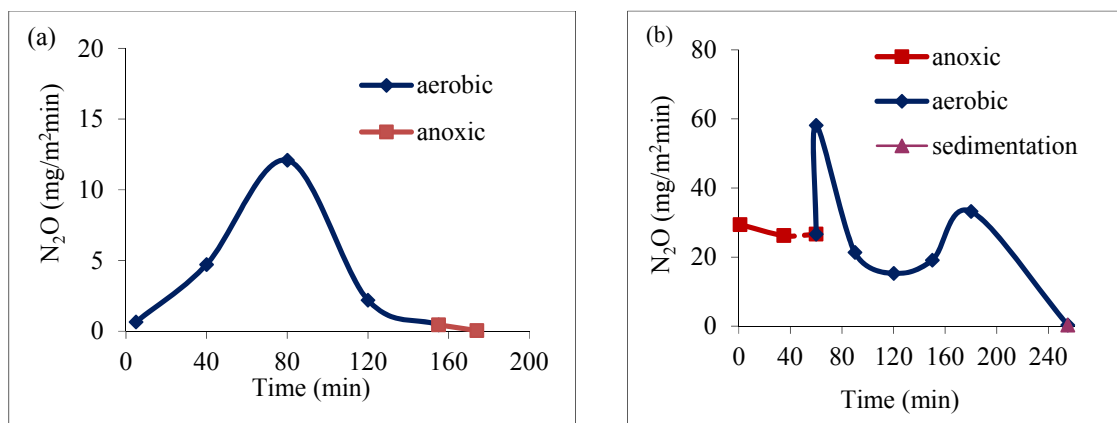 (a)
20
15
10
5
0
N₂O (mg/m²min)
aerobic
anoxic
0 40 80 120 160 200
Time (min)
(b)
80
60
40
20
0
N₂O (mg/m²min)
anoxic
aerobic
sedimentation
0 40 80 120 160 200 240
Time (min)